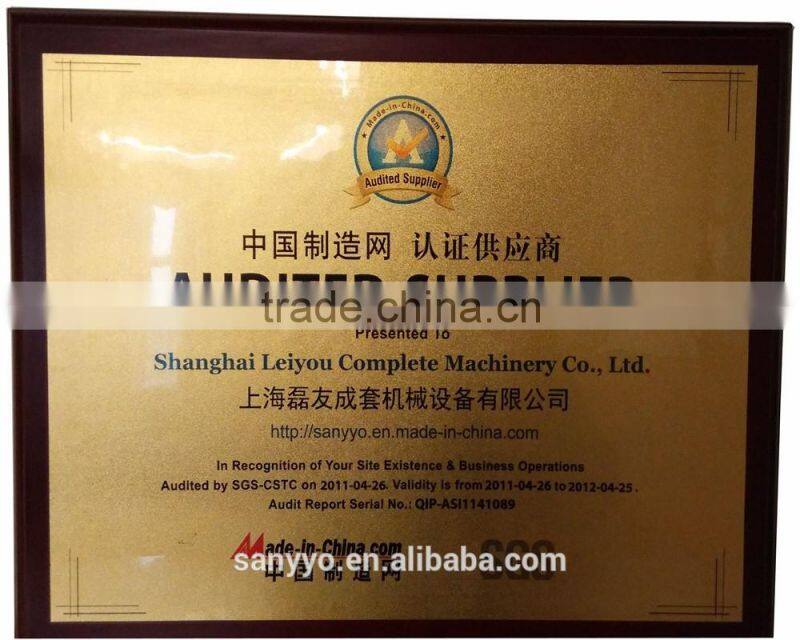 Made-in-China.com
Audited Supplier
中国制造网 认证供应商
AUDITED SUPPLIER
trade.china.cn
Presented To
Shanghai Leiyou Complete Machinery Co., Ltd.
上海磊友成套机械设备有限公司
http://sanyyo.en.made-in-china.com
In Recognition of Your Site Existence & Business Operations
Audited by SGS-CSTC on 2011-04-26. Validity is from 2011-04-26 to 2012-04-25.
Audit Report Serial No.: QIP-ASI1141089
Made-in-China.com
sanyyo.en.alibaba.com
中国制造网
SGS